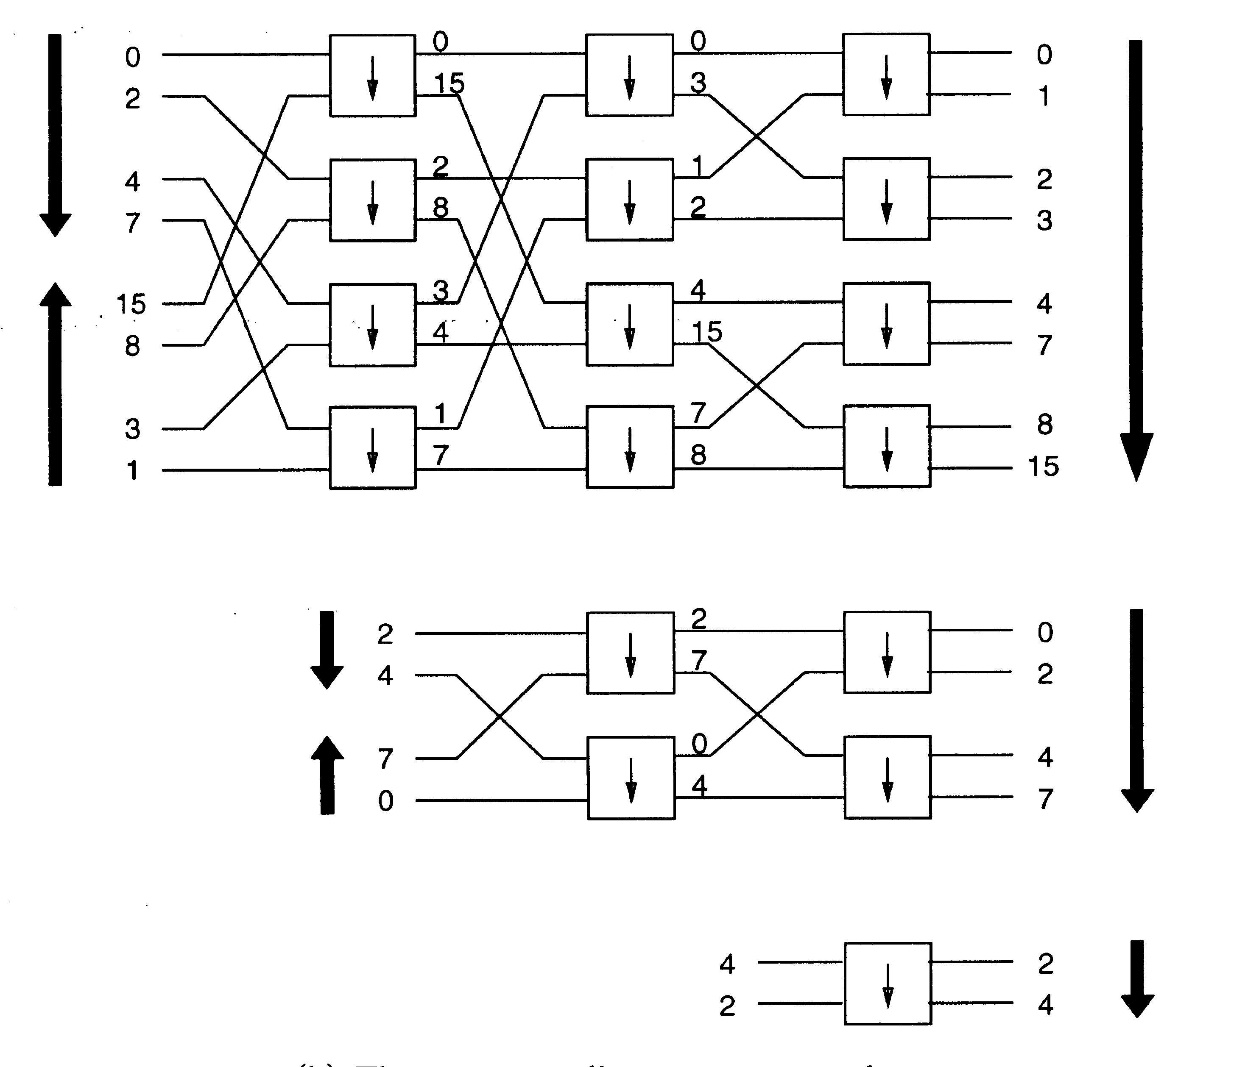 0 0 0 0
2 15 3 1
4 2 1 2
7 8 2 3
15 3 4 4
8 4 15 7
3 1 7 8
1 7 8 15
2 2 0
4 7 2
7 0 4
0 4 7
4 2
2 4